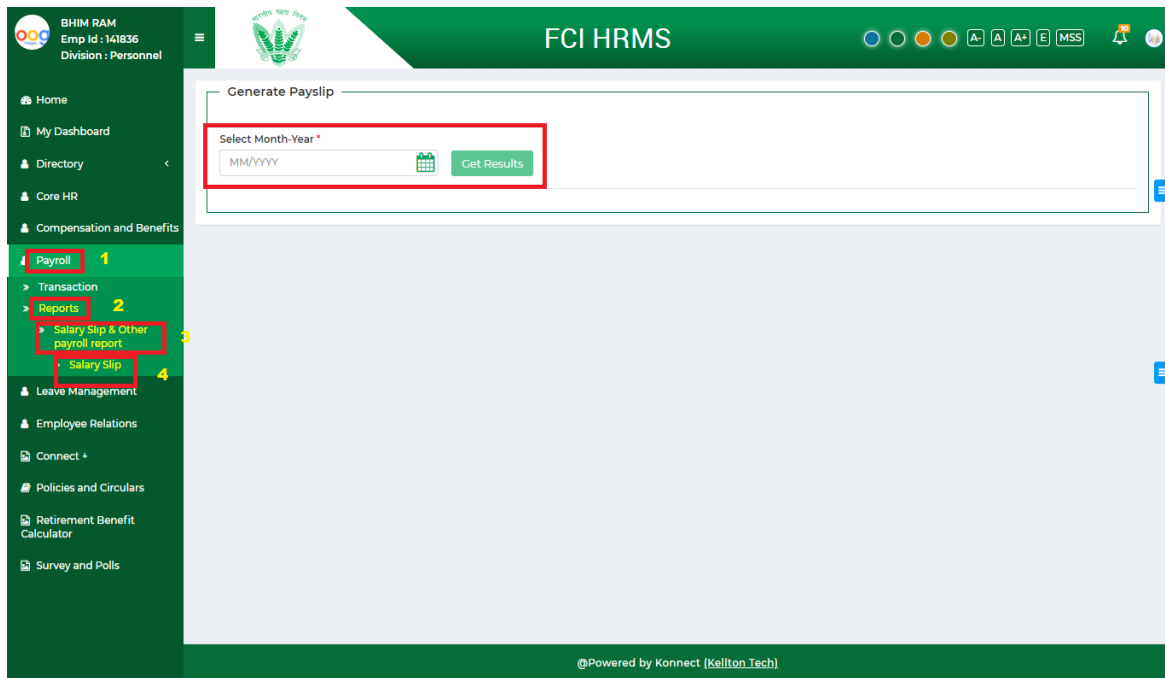 BHIM RAM
Emp Id : 141836
Division : Personnel
भारतीय खाद्य निगम
FCI HRMS
A- A A+ E MSS
10
Home
My Dashboard
Directory
Core HR
Compensation and Benefits
Payroll 1
Transaction
Reports 2
Salary Slip & Other
payroll report 3
Salary Slip 4
Leave Management
Employee Relations
Connect +
Policies and Circulars
Retirement Benefit
Calculator
Survey and Polls
Generate Payslip
Select Month-Year *
MM/YYYY Get Results
@Powered by Konnect (Kellton Tech)